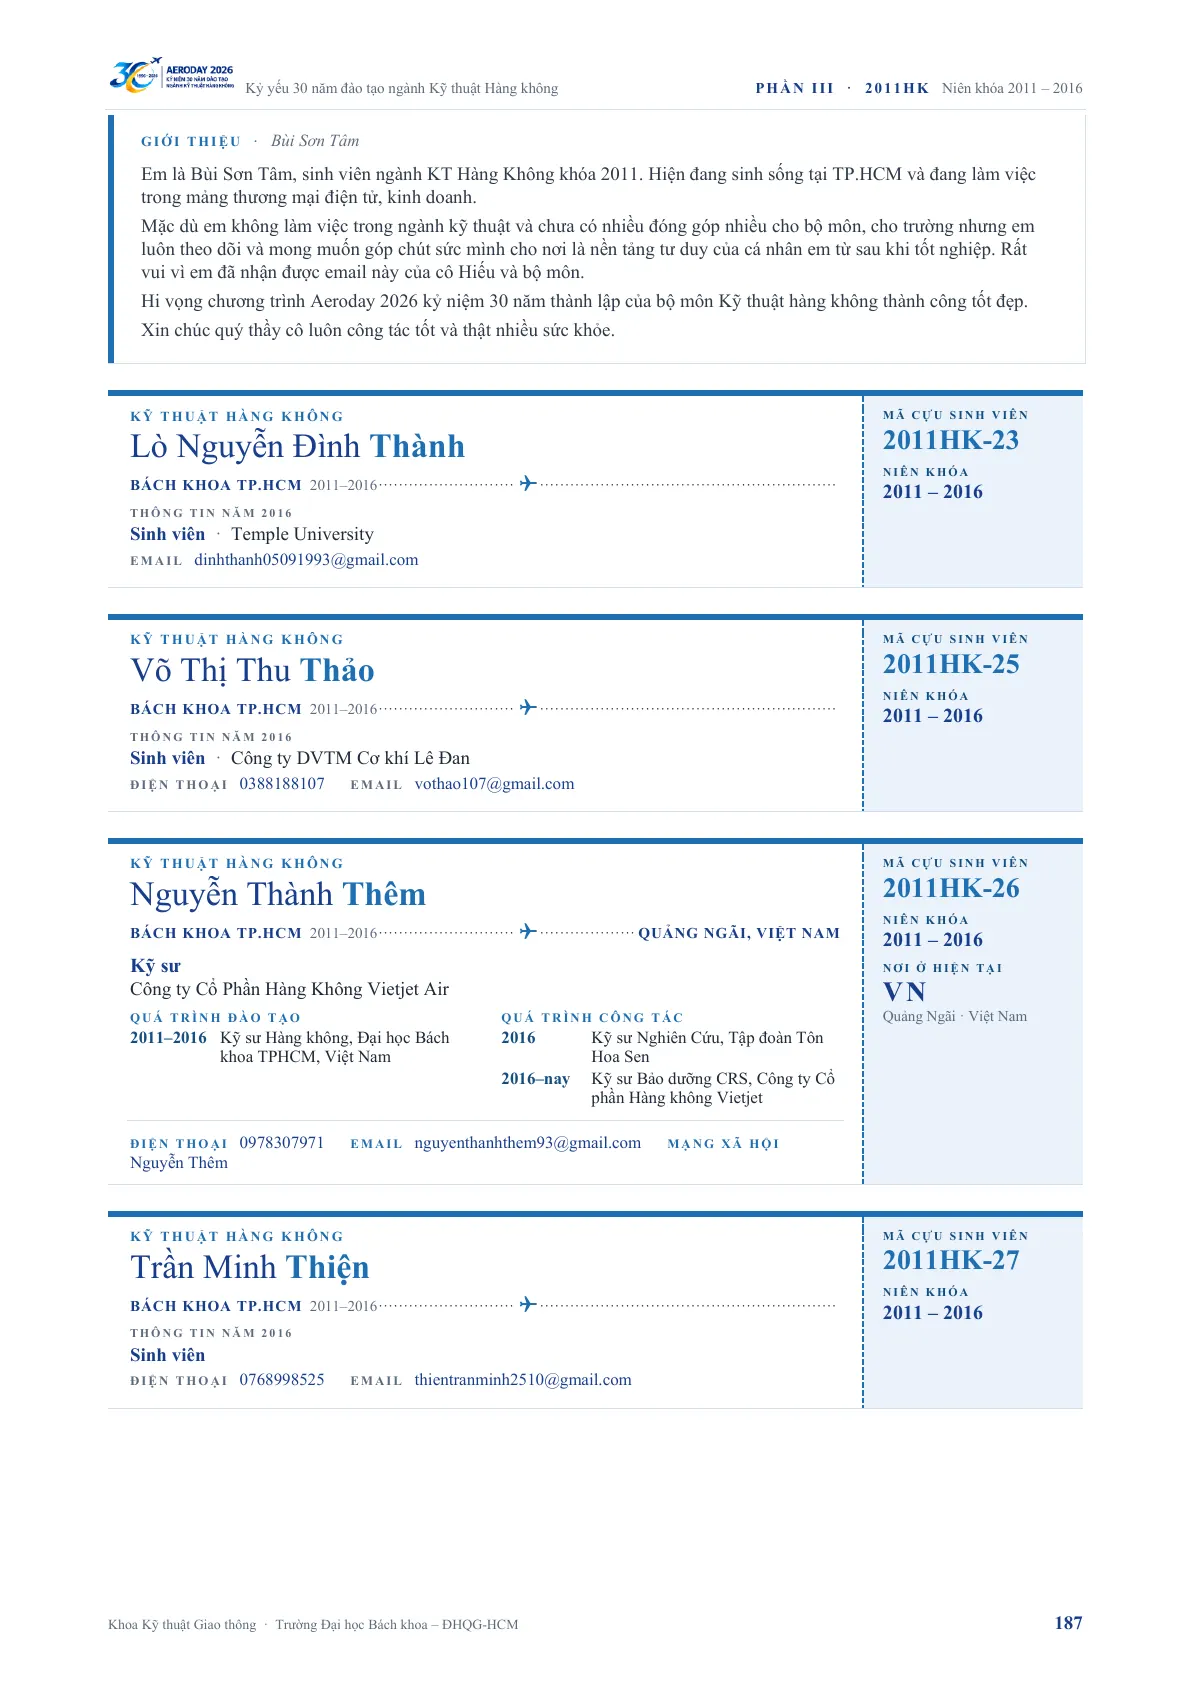 30 1996 - 2026 AERODAY 2026
KỶ NIỆM 30 NĂM ĐÀO TẠO
NGÀNH KỸ THUẬT HÀNG KHÔNG
Kỷ yếu 30 năm đào tạo ngành Kỹ thuật Hàng không
PHẦN III · 2011HK Niên khóa 2011 – 2016
GIỚI THIỆU · Bùi Sơn Tâm
Em là Bùi Sơn Tâm, sinh viên ngành KT Hàng Không khóa 2011. Hiện đang sinh sống tại TP.HCM và đang làm việc
trong mảng thương mại điện tử, kinh doanh.
Mặc dù em không làm việc trong ngành kỹ thuật và chưa có nhiều đóng góp nhiều cho bộ môn, cho trường nhưng em
luôn theo dõi và mong muốn góp chút sức mình cho nơi là nền tảng tư duy của cá nhân em từ sau khi tốt nghiệp. Rất
vui vì em đã nhận được email này của cô Hiếu và bộ môn.
Hi vọng chương trình Aeroday 2026 kỷ niệm 30 năm thành lập của bộ môn Kỹ thuật hàng không thành công tốt đẹp.
Xin chúc quý thầy cô luôn công tác tốt và thật nhiều sức khỏe.
KỸ THUẬT HÀNG KHÔNG
Lò Nguyễn Đình Thành
BÁCH KHOA TP.HCM 2011–2016
THÔNG TIN NĂM 2016
Sinh viên · Temple University
EMAIL dinhthanh05091993@gmail.com
MÃ CỰU SINH VIÊN
2011HK-23
NIÊN KHÓA
2011 – 2016
KỸ THUẬT HÀNG KHÔNG
Võ Thị Thu Thảo
BÁCH KHOA TP.HCM 2011–2016
THÔNG TIN NĂM 2016
Sinh viên · Công ty DVTM Cơ khí Lê Đan
ĐIỆN THOẠI 0388188107 EMAIL vothao107@gmail.com
MÃ CỰU SINH VIÊN
2011HK-25
NIÊN KHÓA
2011 – 2016
KỸ THUẬT HÀNG KHÔNG
Nguyễn Thành Thêm
BÁCH KHOA TP.HCM 2011–2016 QUẢNG NGÃI, VIỆT NAM
Kỹ sư
Công ty Cổ Phần Hàng Không Vietjet Air
QUÁ TRÌNH ĐÀO TẠO
2011–2016 Kỹ sư Hàng không, Đại học Bách
khoa TPHCM, Việt Nam
QUÁ TRÌNH CÔNG TÁC
2016 Kỹ sư Nghiên Cứu, Tập đoàn Tôn
Hoa Sen
2016–nay Kỹ sư Bảo dưỡng CRS, Công ty Cổ
phần Hàng không Vietjet
ĐIỆN THOẠI 0978307971 EMAIL nguyenthanhthem93@gmail.com MẠNG XÃ HỘI
Nguyễn Thêm
MÃ CỰU SINH VIÊN
2011HK-26
NIÊN KHÓA
2011 – 2016
NƠI Ở HIỆN TẠI
VN
Quảng Ngãi · Việt Nam
KỸ THUẬT HÀNG KHÔNG
Trần Minh Thiện
BÁCH KHOA TP.HCM 2011–2016
THÔNG TIN NĂM 2016
Sinh viên
ĐIỆN THOẠI 0768998525 EMAIL thientranminh2510@gmail.com
MÃ CỰU SINH VIÊN
2011HK-27
NIÊN KHÓA
2011 – 2016
Khoa Kỹ thuật Giao thông · Trường Đại học Bách khoa – ĐHQG-HCM
187